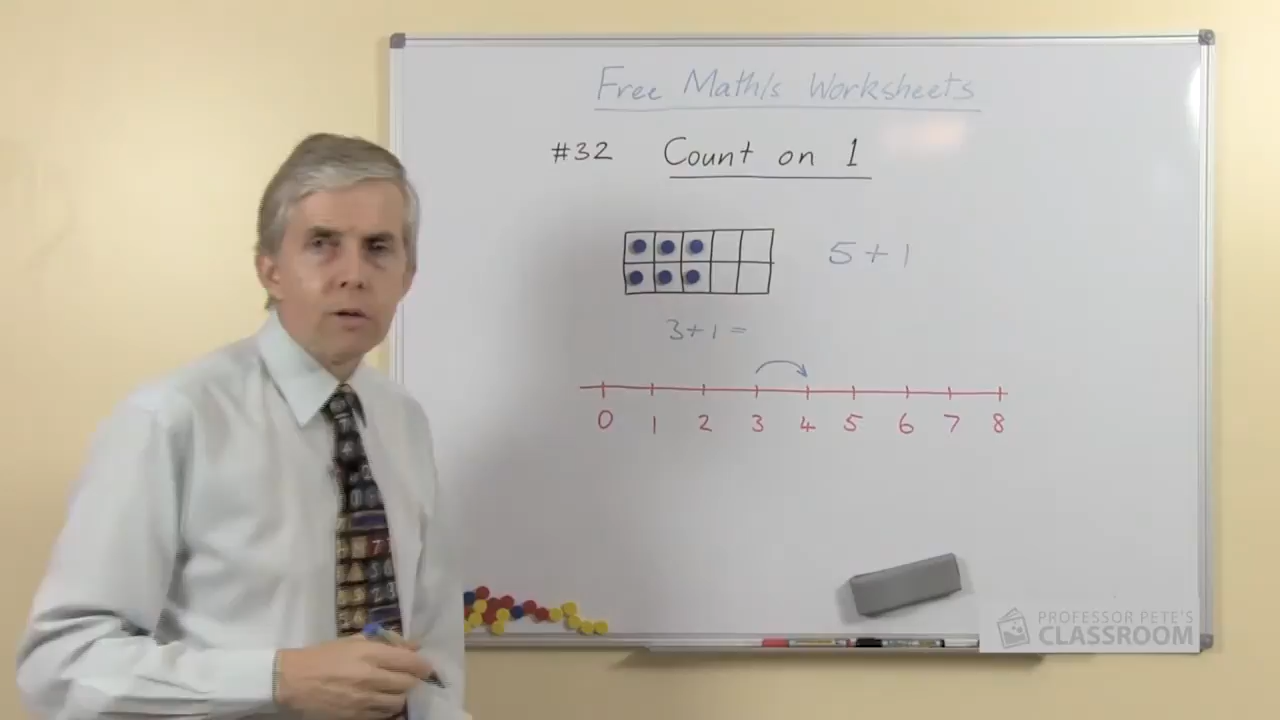 Free Math/s Worksheets
#32 Count on 1
5 + 1
3 + 1 =
0 1 2 3 4 5 6 7 8
PROFESSOR PETE'S
CLASSROOM